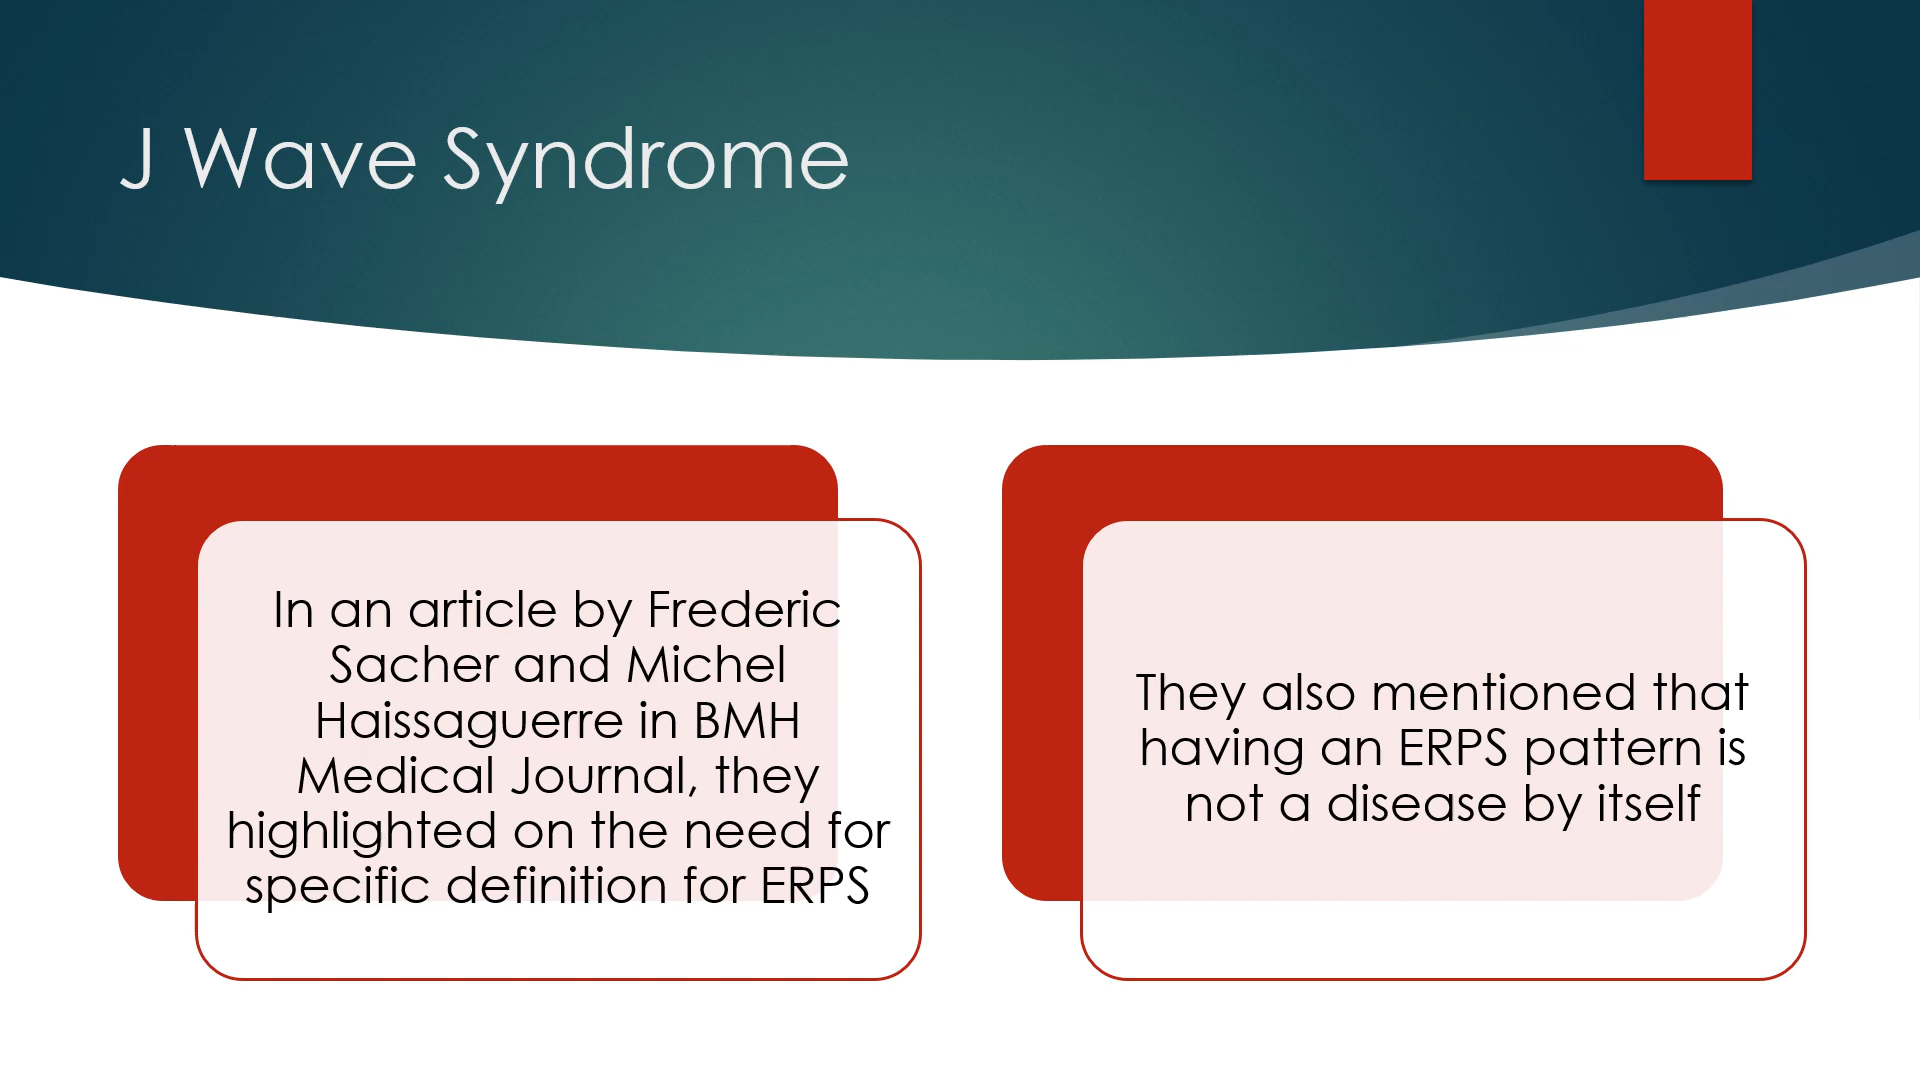 J Wave Syndrome
In an article by Frederic
Sacher and Michel
Haissaguerre in BMH
Medical Journal, they
highlighted on the need for
specific definition for ERPS
They also mentioned that
having an ERPS pattern is
not a disease by itself